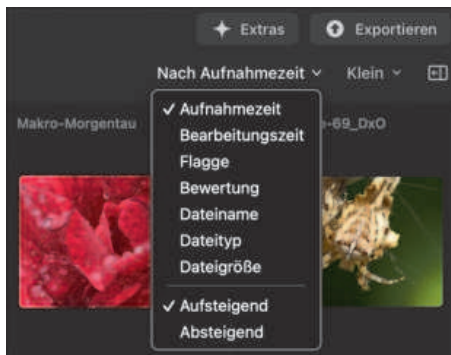 Extras
Exportieren
Nach Aufnahmezeit
Klein
Makro-Morgentau
-69_DxO
Aufnahmezeit
Bearbeitungszeit
Flagge
Bewertung
Dateiname
Dateityp
Dateigröße
Aufsteigend
Absteigend